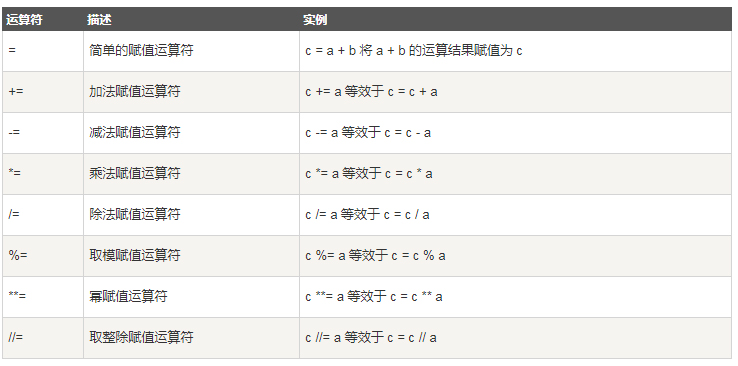 运算符 描述 实例
= 简单的赋值运算符 c = a + b 将 a + b 的运算结果赋值为 c
+= 加法赋值运算符 c += a 等效于 c = c + a
-= 减法赋值运算符 c -= a 等效于 c = c - a
*= 乘法赋值运算符 c *= a 等效于 c = c * a
/= 除法赋值运算符 c /= a 等效于 c = c / a
%= 取模赋值运算符 c %= a 等效于 c = c % a
**= 幂赋值运算符 c **= a 等效于 c = c ** a
//= 取整除赋值运算符 c //= a 等效于 c = c // a